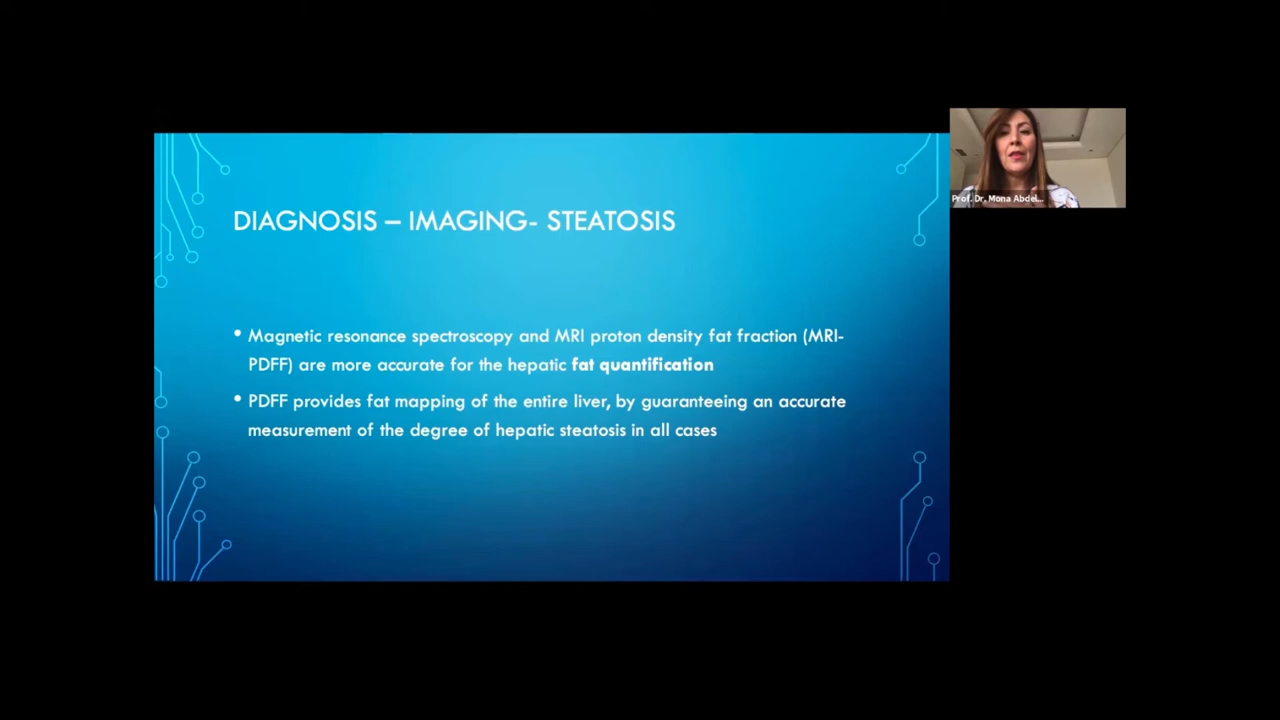 DIAGNOSIS – IMAGING- STEATOSIS
• Magnetic resonance spectroscopy and MRI proton density fat fraction (MRI-
PDFF) are more accurate for the hepatic fat quantification
• PDFF provides fat mapping of the entire liver, by guaranteeing an accurate
measurement of the degree of hepatic steatosis in all cases
Prof. Dr. Mona Abdel...